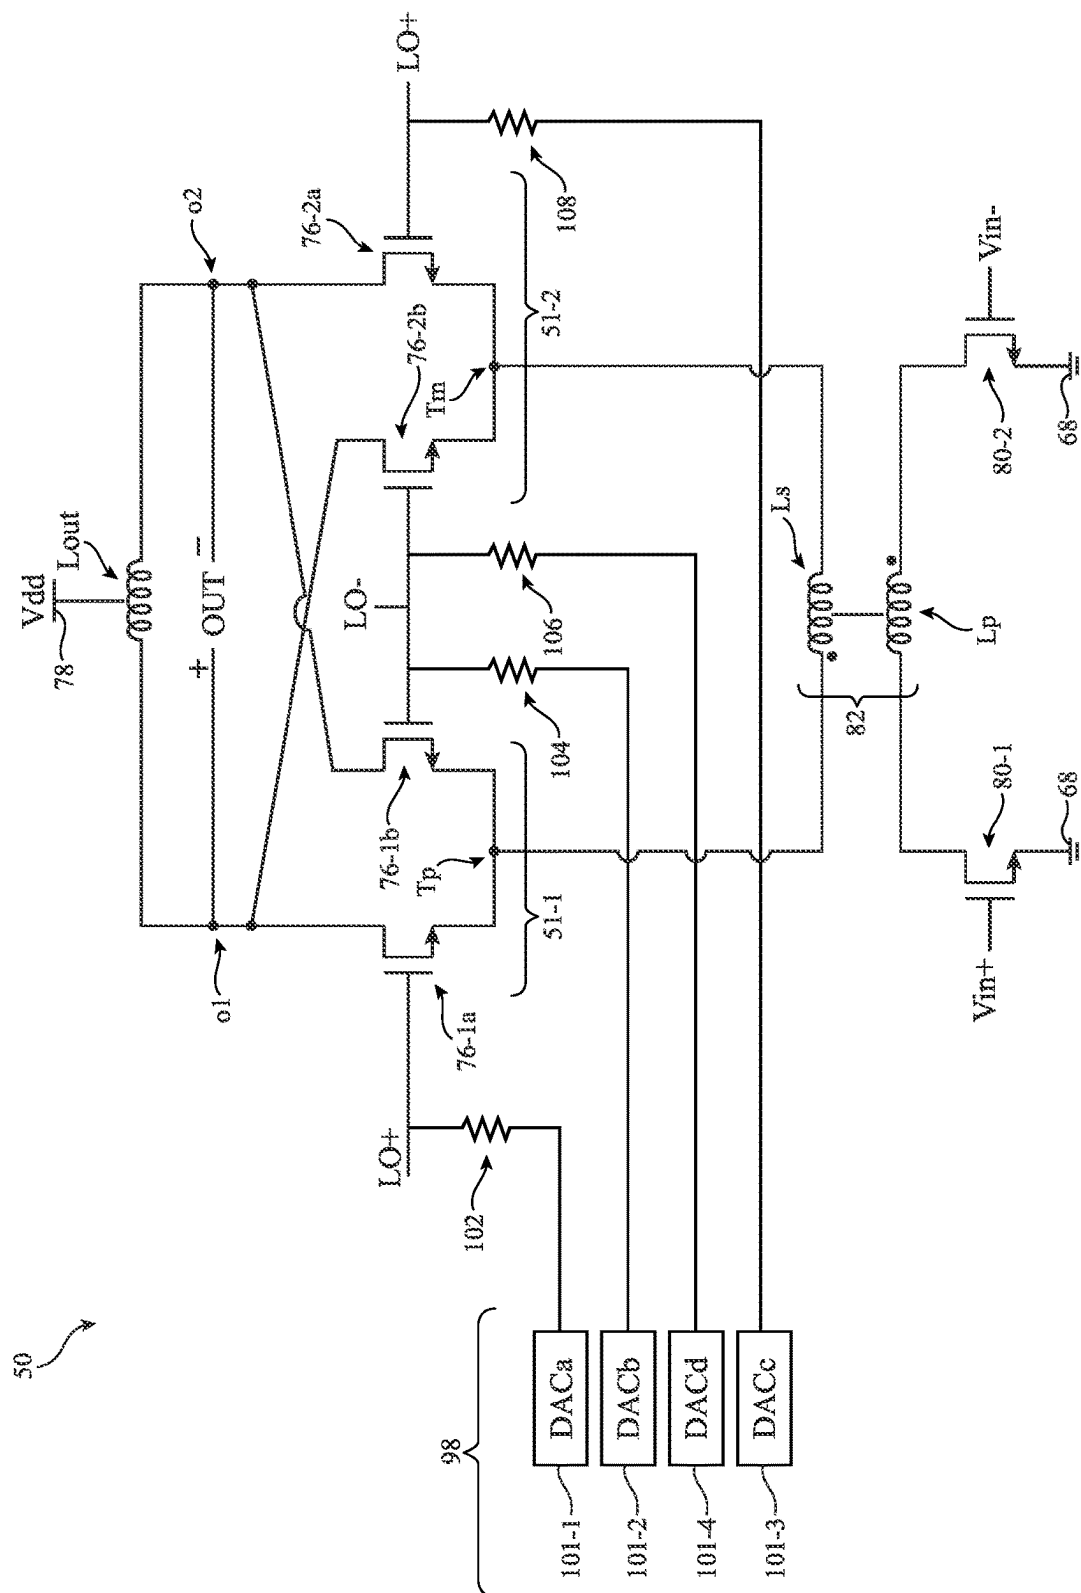 50
Vdd
78
Lout
+ OUT −
o1
o2
LO+
LO-
LO+
76-1a
76-1b
76-2b
76-2a
Tp
Tm
51-1
51-2
102
104
106
108
98
DACa
101-1
DACb
101-2
DACd
101-4
DACc
101-3
Ls
82
Lp
Vin+
80-1
68
80-2
Vin-
68